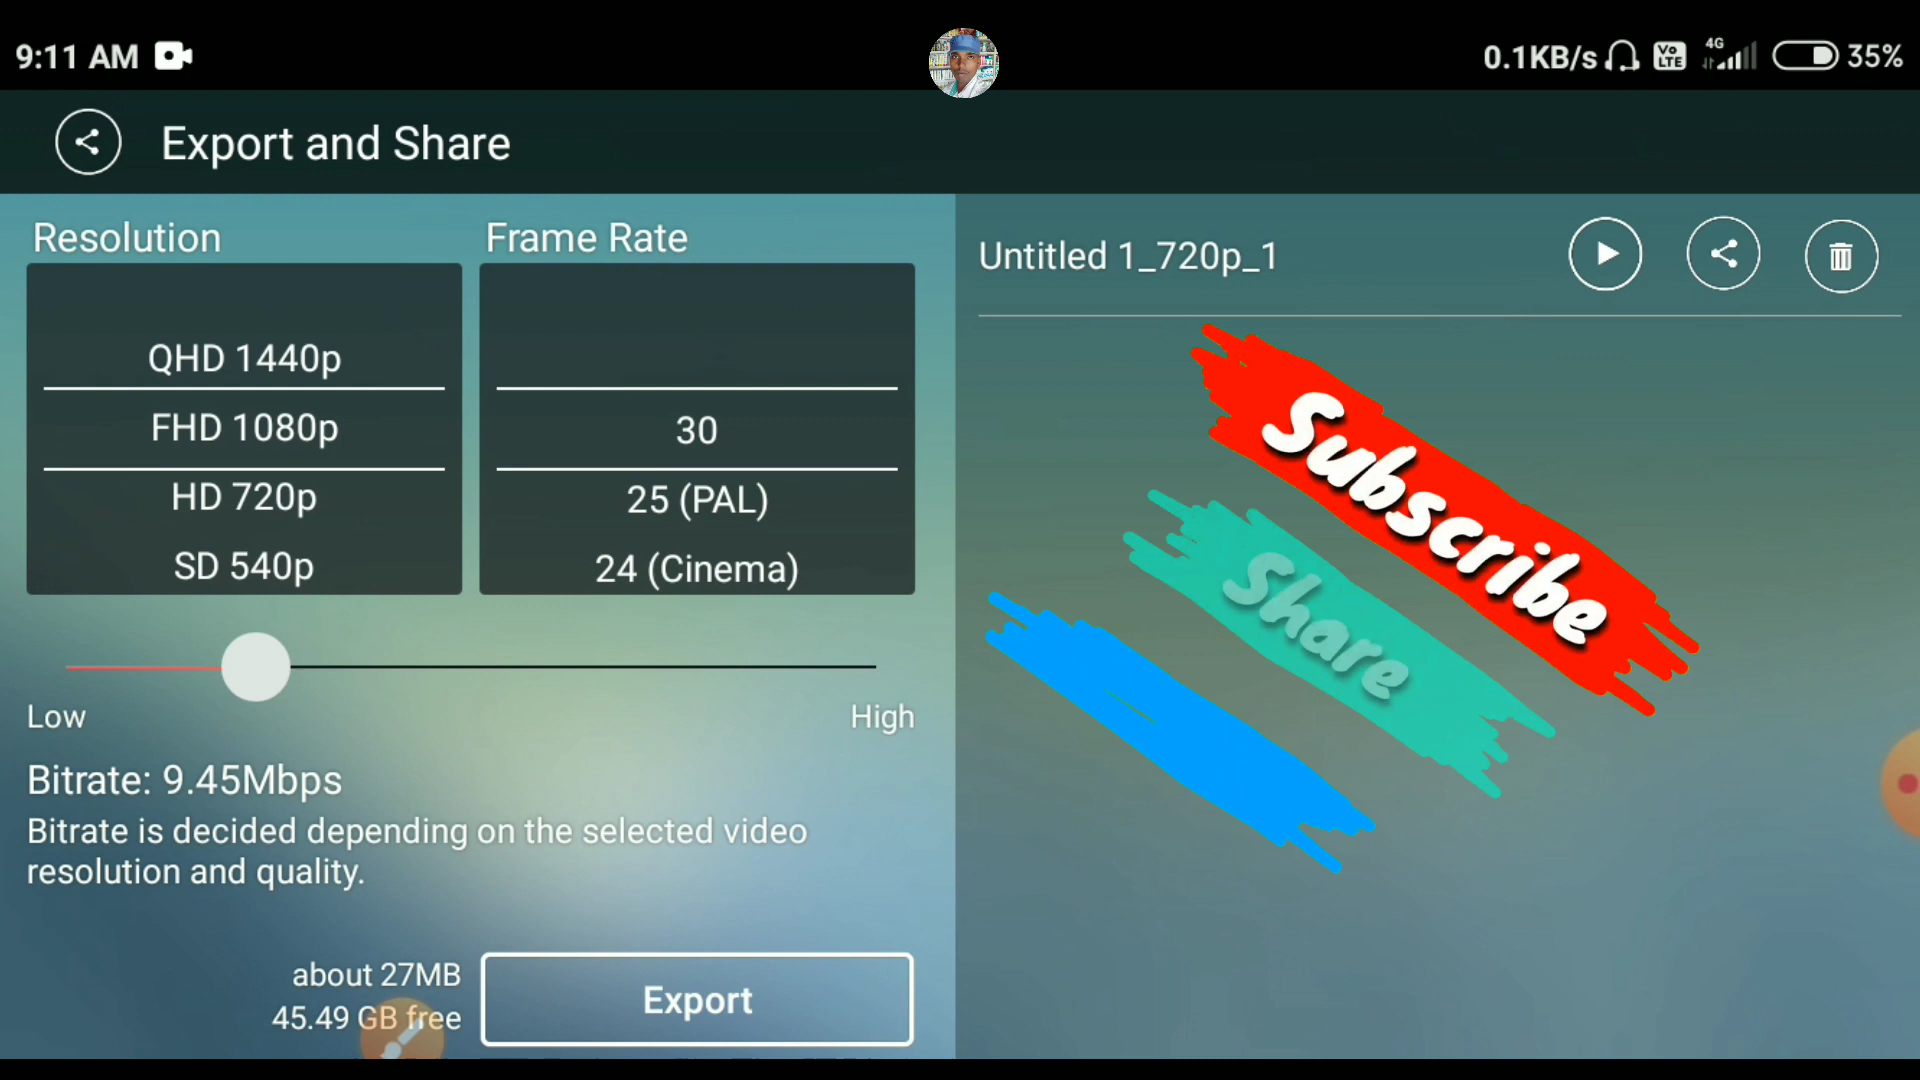 9:11 AM
0.1KB/s
Vo
LTE
4G
35%
Export and Share
Resolution
Frame Rate
QHD 1440p
FHD 1080p
HD 720p
SD 540p
30
25 (PAL)
24 (Cinema)
Low
High
Bitrate: 9.45Mbps
Bitrate is decided depending on the selected video
resolution and quality.
about 27MB
45.49 GB free
Export
Untitled 1_720p_1
Subscribe
Share